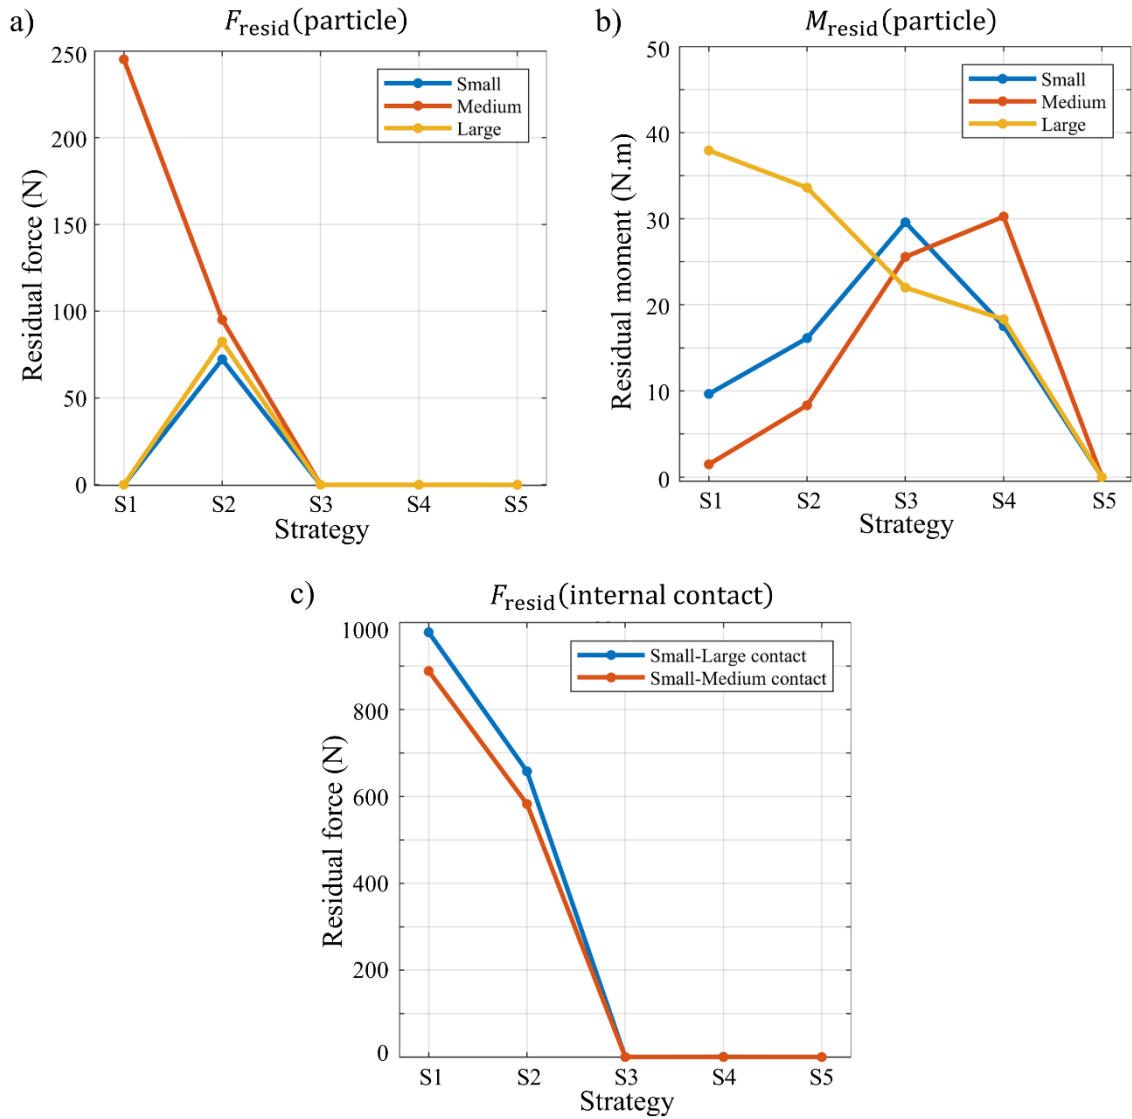 a) F_resid(particle)
250
200
150
100
50
0
Residual force (N)
Small
Medium
Large
S1 S2 S3 S4 S5
Strategy
b) M_resid(particle)
50
40
30
20
10
0
Residual moment (N.m)
Small
Medium
Large
S1 S2 S3 S4 S5
Strategy
c) F_resid(internal contact)
1000
800
600
400
200
0
Residual force (N)
Small-Large contact
Small-Medium contact
S1 S2 S3 S4 S5
Strategy